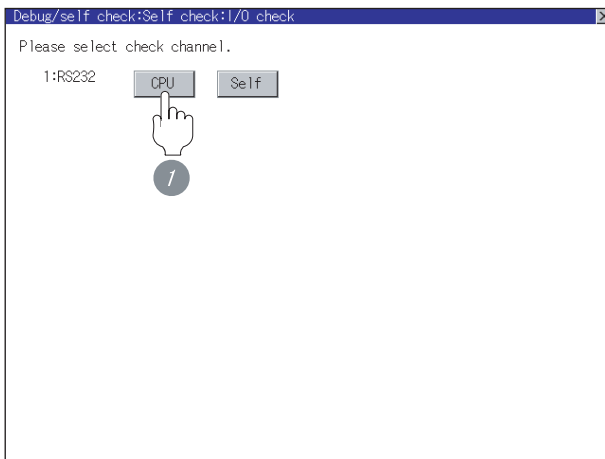 Debug/self check:Self check:I/O check
Please select check channel.
1:RS232 CPU Self
1